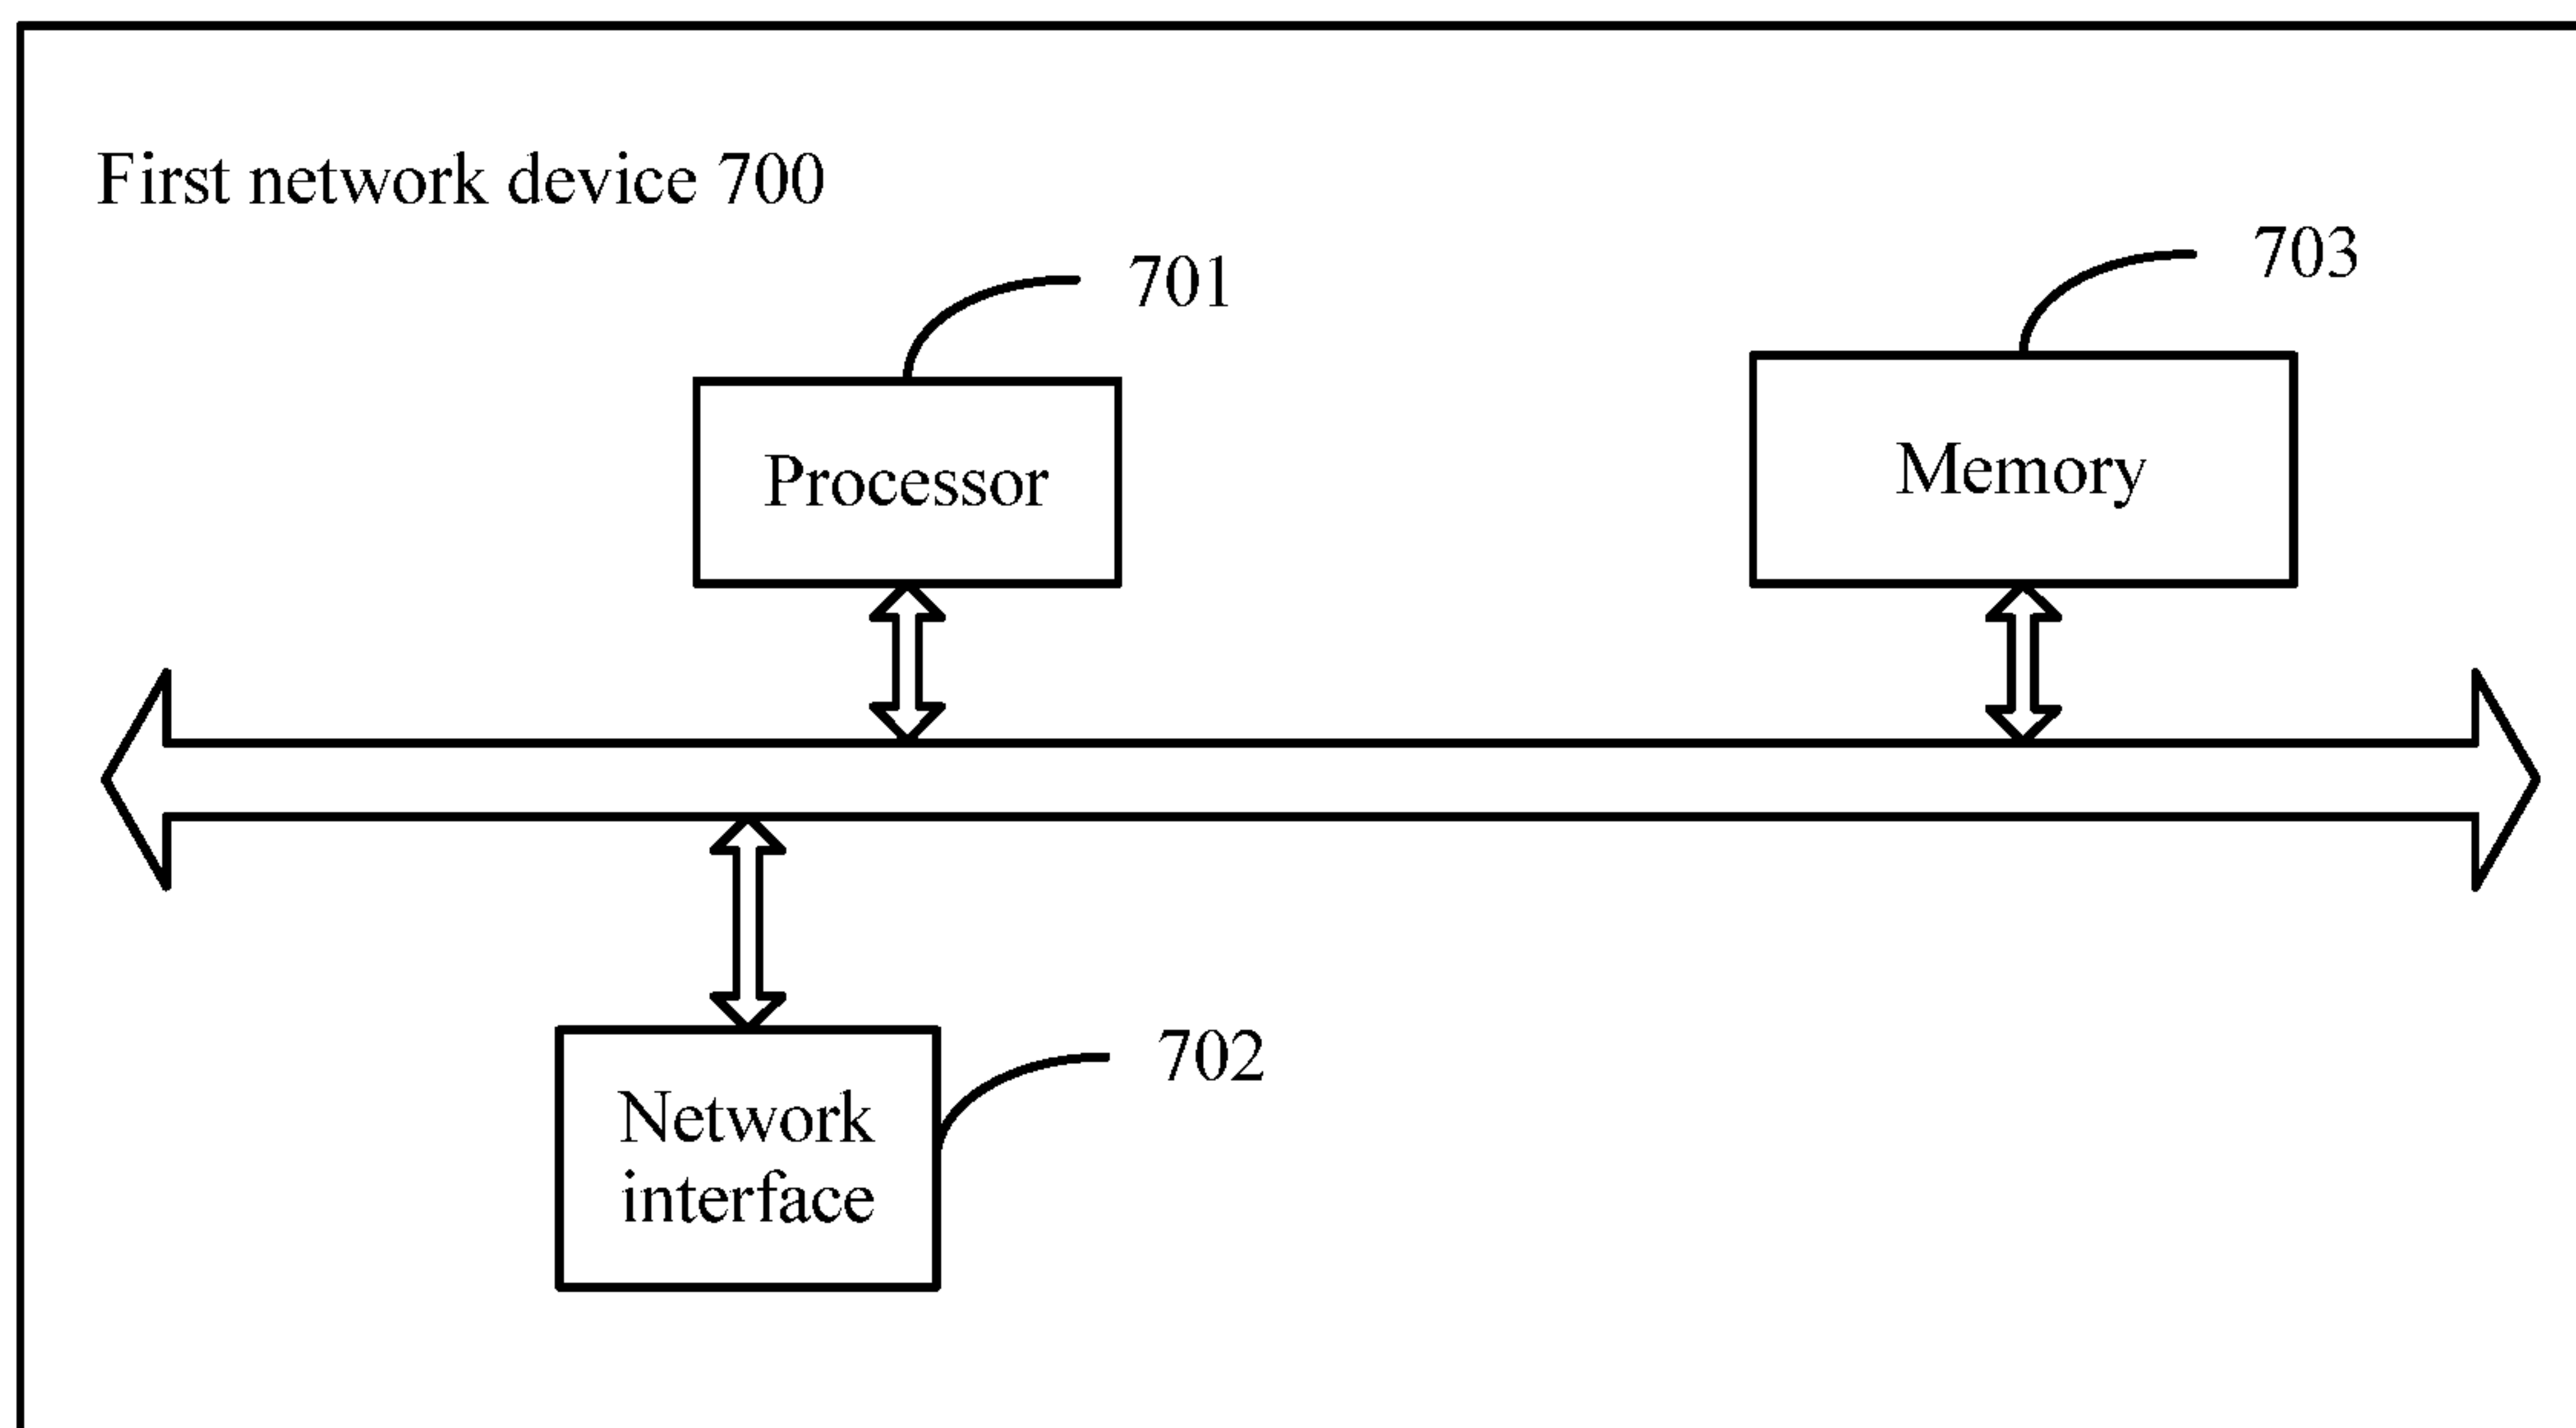 First network device 700
701
703
Processor
Memory
702
Network
interface